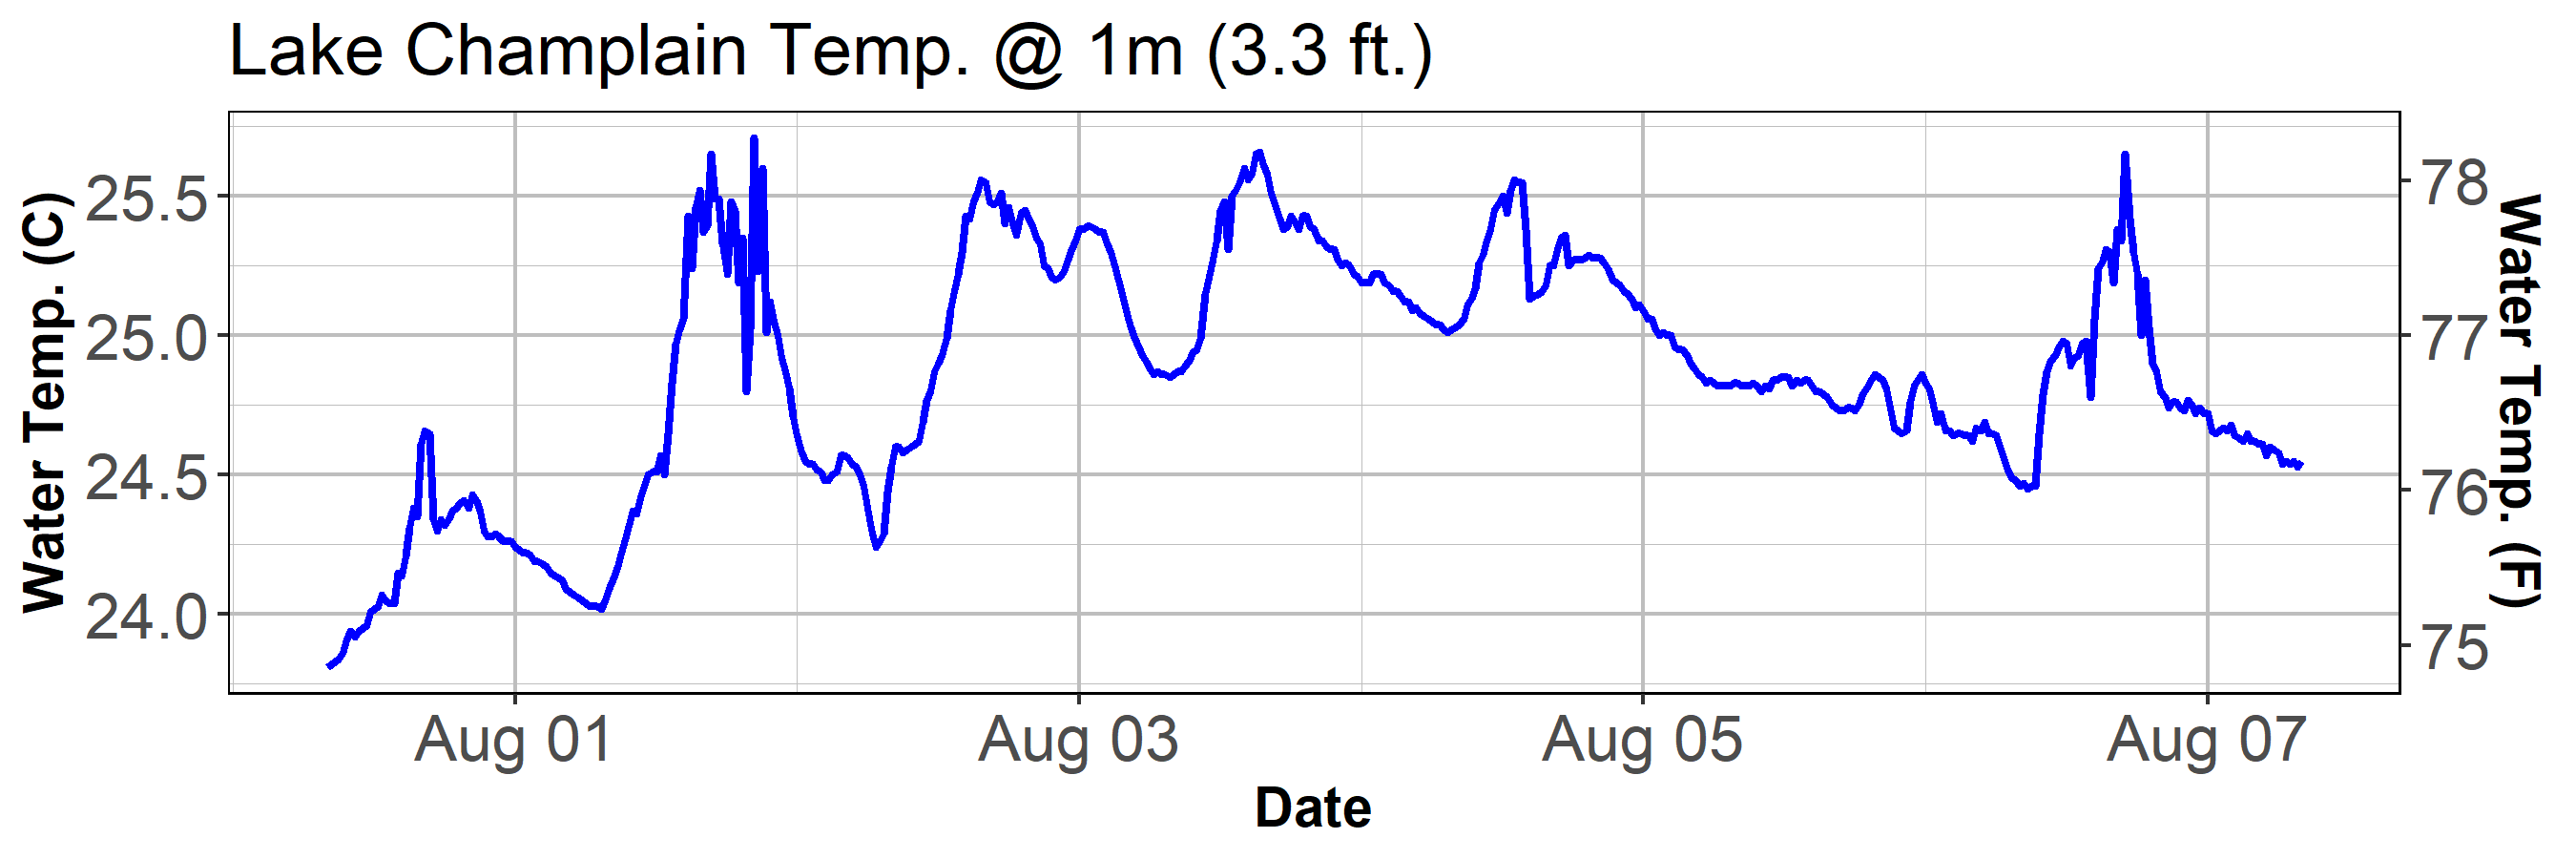 Lake Champlain Temp. @ 1m (3.3 ft.)
Water Temp. (C)
25.5
25.0
24.5
24.0
78
77
76
75
Water Temp. (F)
Aug 01
Aug 03
Aug 05
Aug 07
Date